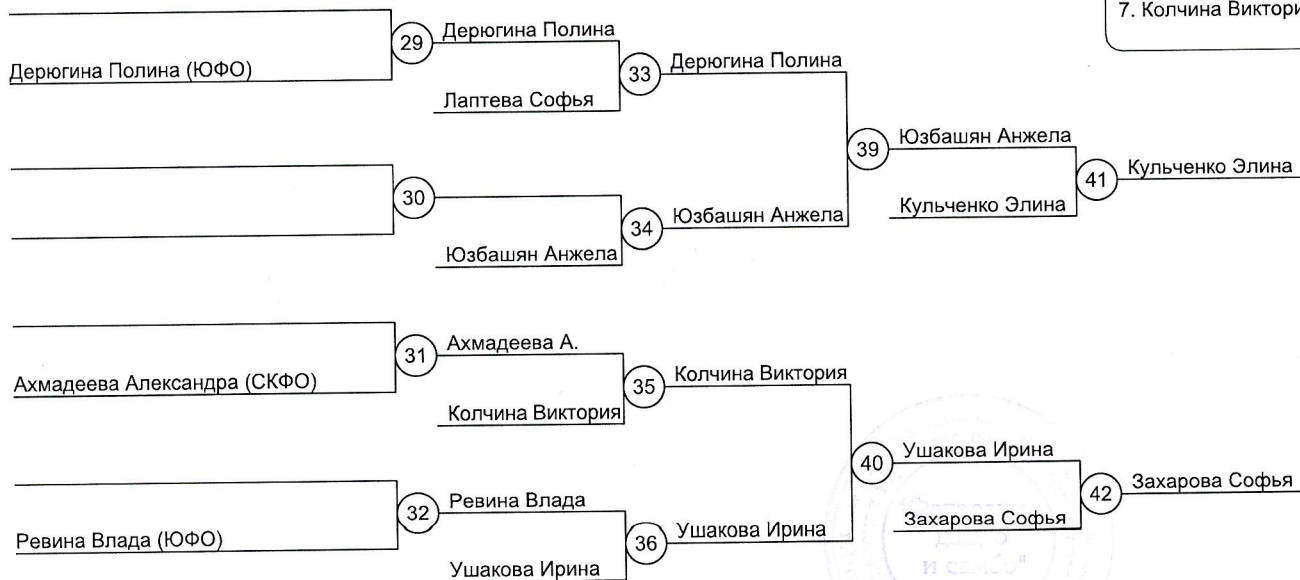 7. Колчина Виктори
29
Дерюгина Полина
Дерюгина Полина (ЮФО)
33
Дерюгина Полина
Лаптева Софья
39
Юзбашян Анжела
41
Кульченко Элина
Кульченко Элина
30
34
Юзбашян Анжела
Юзбашян Анжела
31
Ахмадеева А.
Ахмадеева Александра (СКФО)
35
Колчина Виктория
Колчина Виктория
40
Ушакова Ирина
42
Захарова Софья
Захарова Софья
32
Ревина Влада
Ревина Влада (ЮФО)
36
Ушакова Ирина
Ушакова Ирина
и самбо"